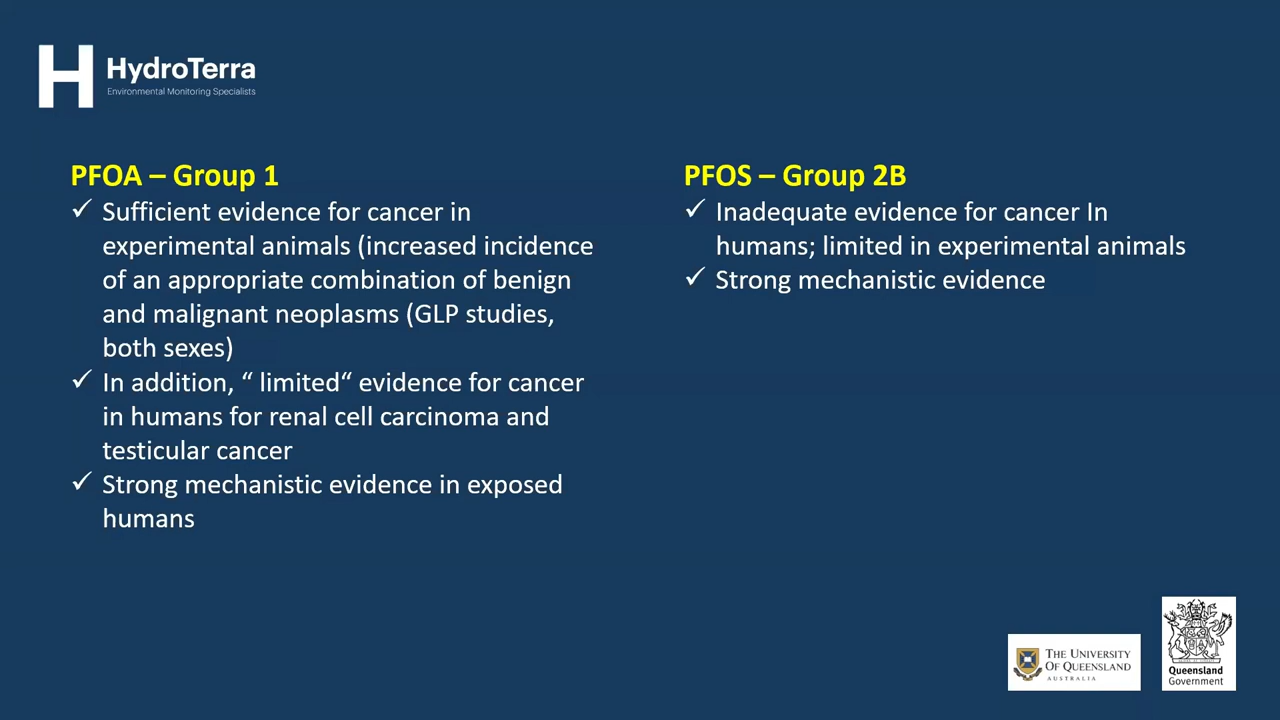 H HydroTerra
Environmental Monitoring Specialists
PFOA – Group 1
✓ Sufficient evidence for cancer in
experimental animals (increased incidence
of an appropriate combination of benign
and malignant neoplasms (GLP studies,
both sexes)
✓ In addition, “ limited“ evidence for cancer
in humans for renal cell carcinoma and
testicular cancer
✓ Strong mechanistic evidence in exposed
humans
PFOS – Group 2B
✓ Inadequate evidence for cancer In
humans; limited in experimental animals
✓ Strong mechanistic evidence
THE UNIVERSITY
OF QUEENSLAND
AUSTRALIA
Queensland
Government